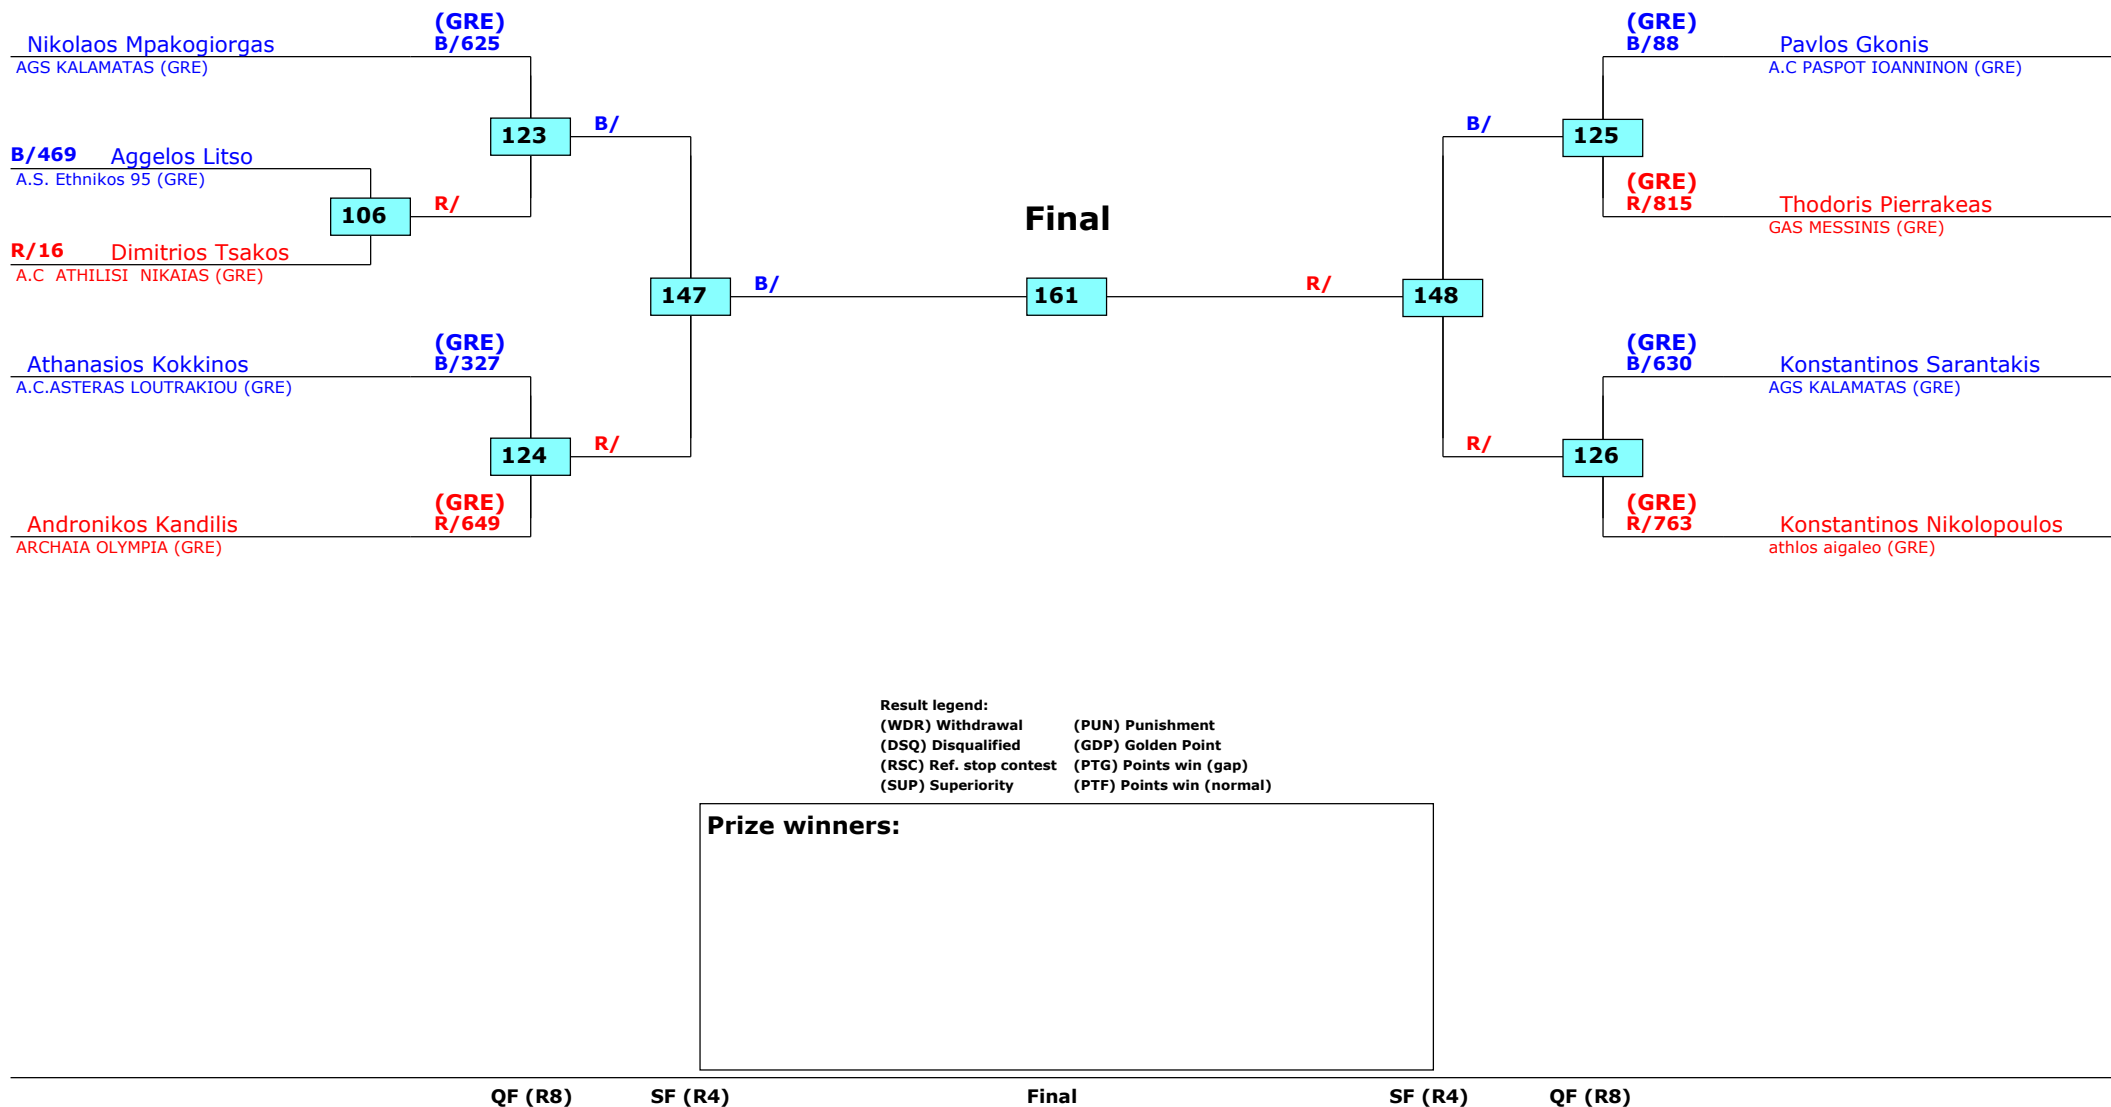 (GRE)
Nikolaos Mpakogiorgas B/625
AGS KALAMATAS (GRE)
123
B/
B/469 Aggelos Litso
A.S. Ethnikos 95 (GRE)
106
R/
R/16 Dimitrios Tsakos
A.C  ATHILISI  NIKAIAS (GRE)
147
B/
(GRE)
Athanasios Kokkinos B/327
A.C.ASTERAS LOUTRAKIOU (GRE)
124
R/
(GRE)
Andronikos Kandilis R/649
ARCHAIA OLYMPIA (GRE)
Final
161
R/
148
(GRE)
B/88 Pavlos Gkonis
A.C PASPOT IOANNINON (GRE)
B/
125
(GRE)
R/815 Thodoris Pierrakeas
GAS MESSINIS (GRE)
(GRE)
B/630 Konstantinos Sarantakis
AGS KALAMATAS (GRE)
R/
126
(GRE)
R/763 Konstantinos Nikolopoulos
athlos aigaleo (GRE)
Result legend:
(WDR) Withdrawal (PUN) Punishment
(DSQ) Disqualified (GDP) Golden Point
(RSC) Ref. stop contest (PTG) Points win (gap)
(SUP) Superiority (PTF) Points win (normal)
Prize winners:
QF (R8) SF (R4) Final SF (R4) QF (R8)